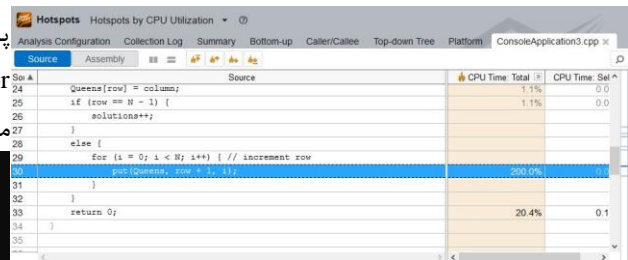 Hotspots Hotspots by CPU Utilization
Analysis Configuration Collection Log Summary Bottom-up Caller/Callee Top-down Tree Platform ConsoleApplication3.cpp
Source Assembly
Source CPU Time: Total CPU Time: Sel
24 Queens[row] = column; 1.1% 0.0
25 if (row == N - 1) { 1.1% 0.0
26 solutions++;
27 }
28 else {
29 for (i = 0; i < N; i++) { // increment row
30 put(Queens, row + 1, i); 200.0% 0.0
31 }
32 }
33 return 0; 20.4% 0.1
34 }
35